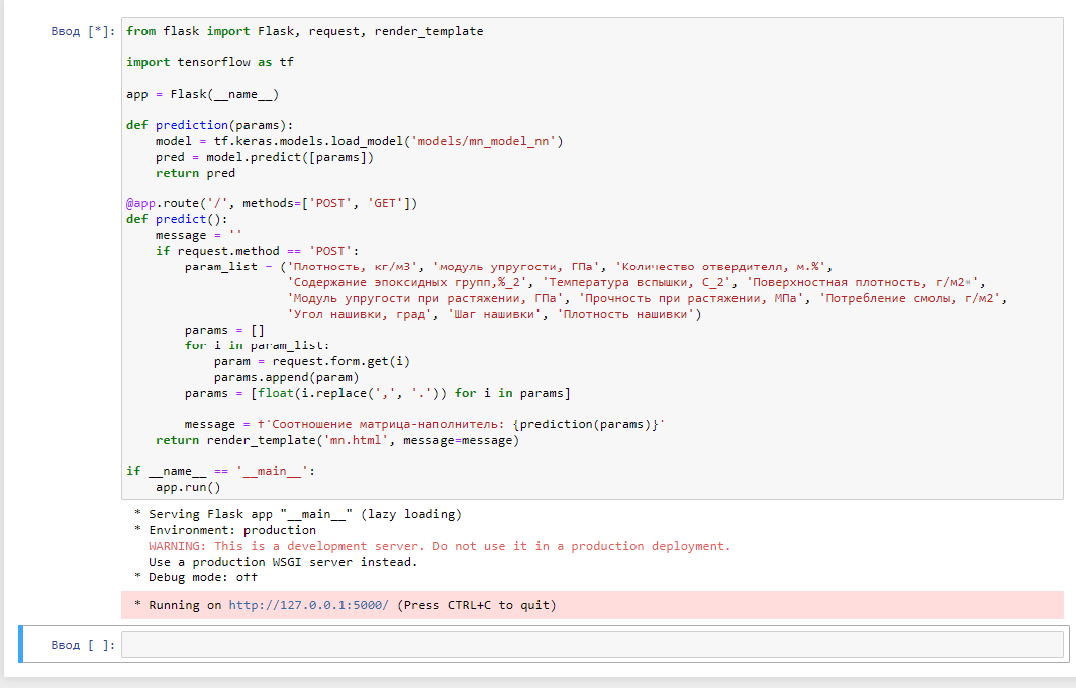 Ввод [*]:
from flask import Flask, request, render_template
import tensorflow as tf
app = Flask(__name__)
def prediction(params):
    model = tf.keras.models.load_model('models/mn_model_nn')
    pred = model.predict([params])
    return pred
@app.route('/', methods=['POST', 'GET'])
def predict():
    message = ''
    if request.method == 'POST':
        param_list = ('Плотность, кг/м3', 'модуль упругости, ГПа', 'Количество отвердителя, м.%',
                      'Содержание эпоксидных групп,%_2', 'Температура вспышки, С_2', 'Поверхностная плотность, г/м2',
                      'Модуль упругости при растяжении, ГПа', 'Прочность при растяжении, МПа', 'Потребление смолы, г/м2',
                      'Угол нашивки, град', 'Шаг нашивки', 'Плотность нашивки')
        params = []
        for i in param_list:
            param = request.form.get(i)
            params.append(param)
        params = [float(i.replace(',', '.')) for i in params]
        message = f'Соотношение матрица-наполнитель: {prediction(params)}'
    return render_template('mn.html', message=message)
if __name__ == '__main__':
    app.run()
* Serving Flask app "__main__" (lazy loading)
* Environment: production
  WARNING: This is a development server. Do not use it in a production deployment.
  Use a production WSGI server instead.
* Debug mode: off
* Running on http://127.0.0.1:5000/ (Press CTRL+C to quit)
Ввод [ ]: